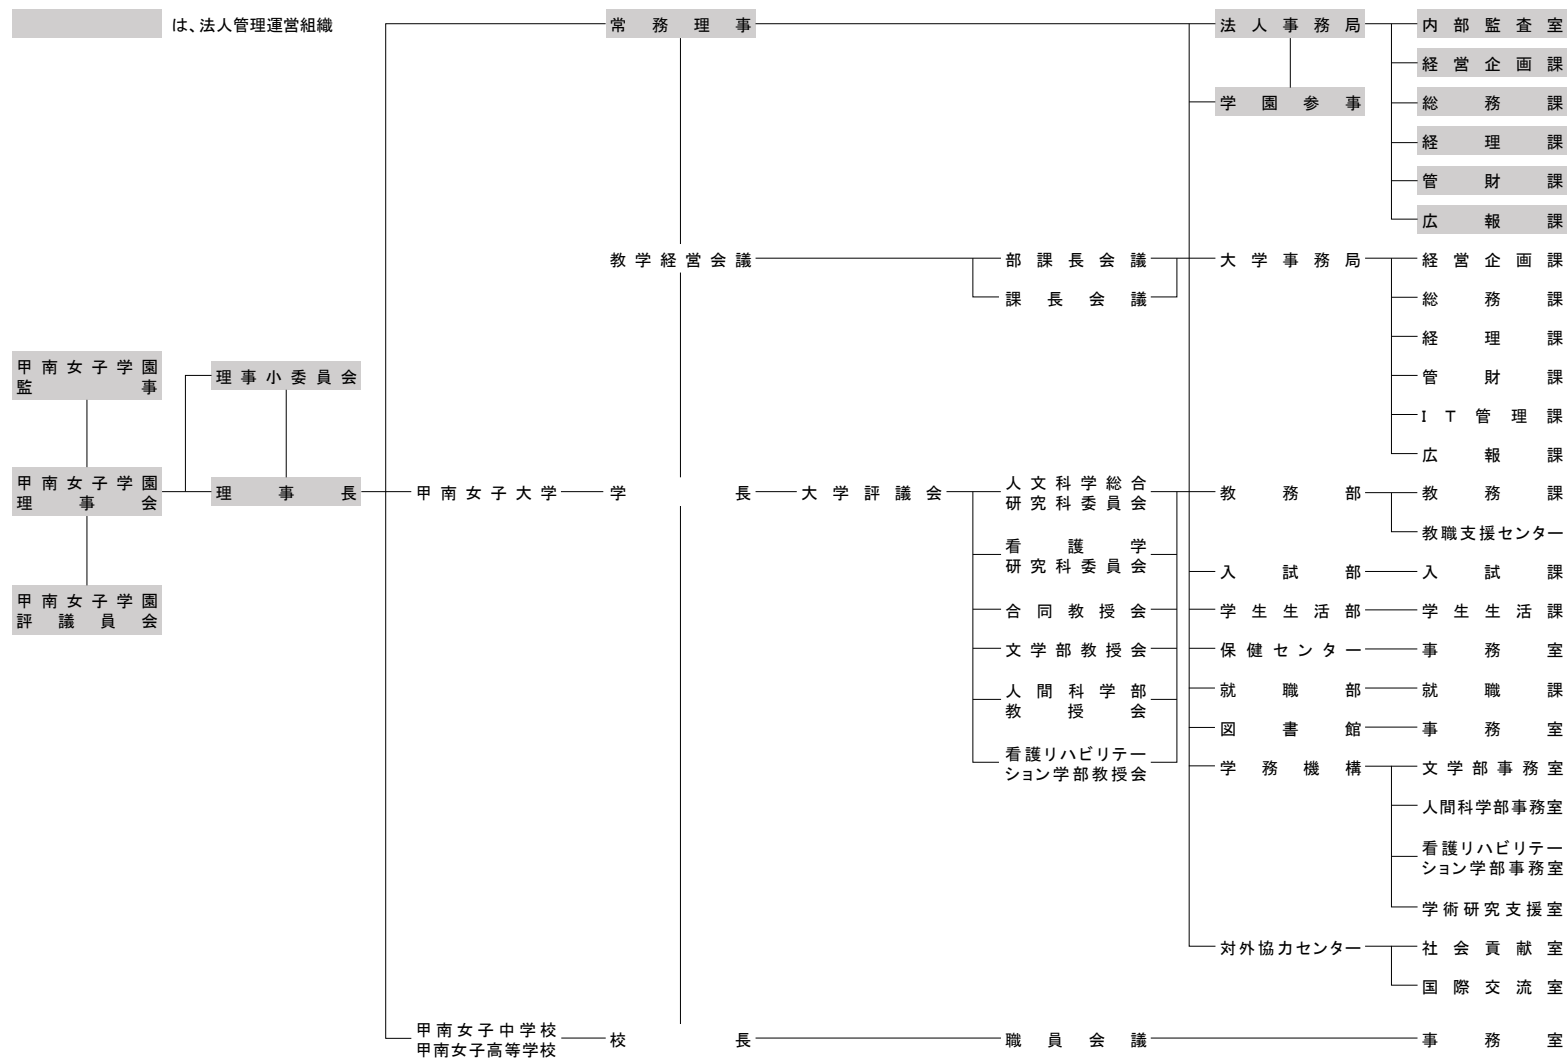 は、法人管理運営組織
常務理事
法人事務局
内部監査室
経営企画課
学園参事
総務課
経理課
管財課
広報課
教学経営会議
部課長会議
大学事務局
経営企画課
課長会議
総務課
経理課
甲南女子学園
監事
理事小委員会
管財課
IT管理課
広報課
甲南女子学園
理事会
理事長
甲南女子大学
学長
大学評議会
人文科学総合
研究科委員会
教務部
教務課
教職支援センター
看護学
研究科委員会
入試部
入試課
甲南女子学園
評議員会
合同教授会
学生生活部
学生生活課
文学部教授会
保健センター
事務室
人間科学部
教授会
就職部
就職課
図書館
事務室
看護リハビリテー
ション学部教授会
学務機構
文学部事務室
人間科学部事務室
看護リハビリテー
ション学部事務室
学術研究支援室
対外協力センター
社会貢献室
国際交流室
甲南女子中学校
甲南女子高等学校
校長
職員会議
事務室